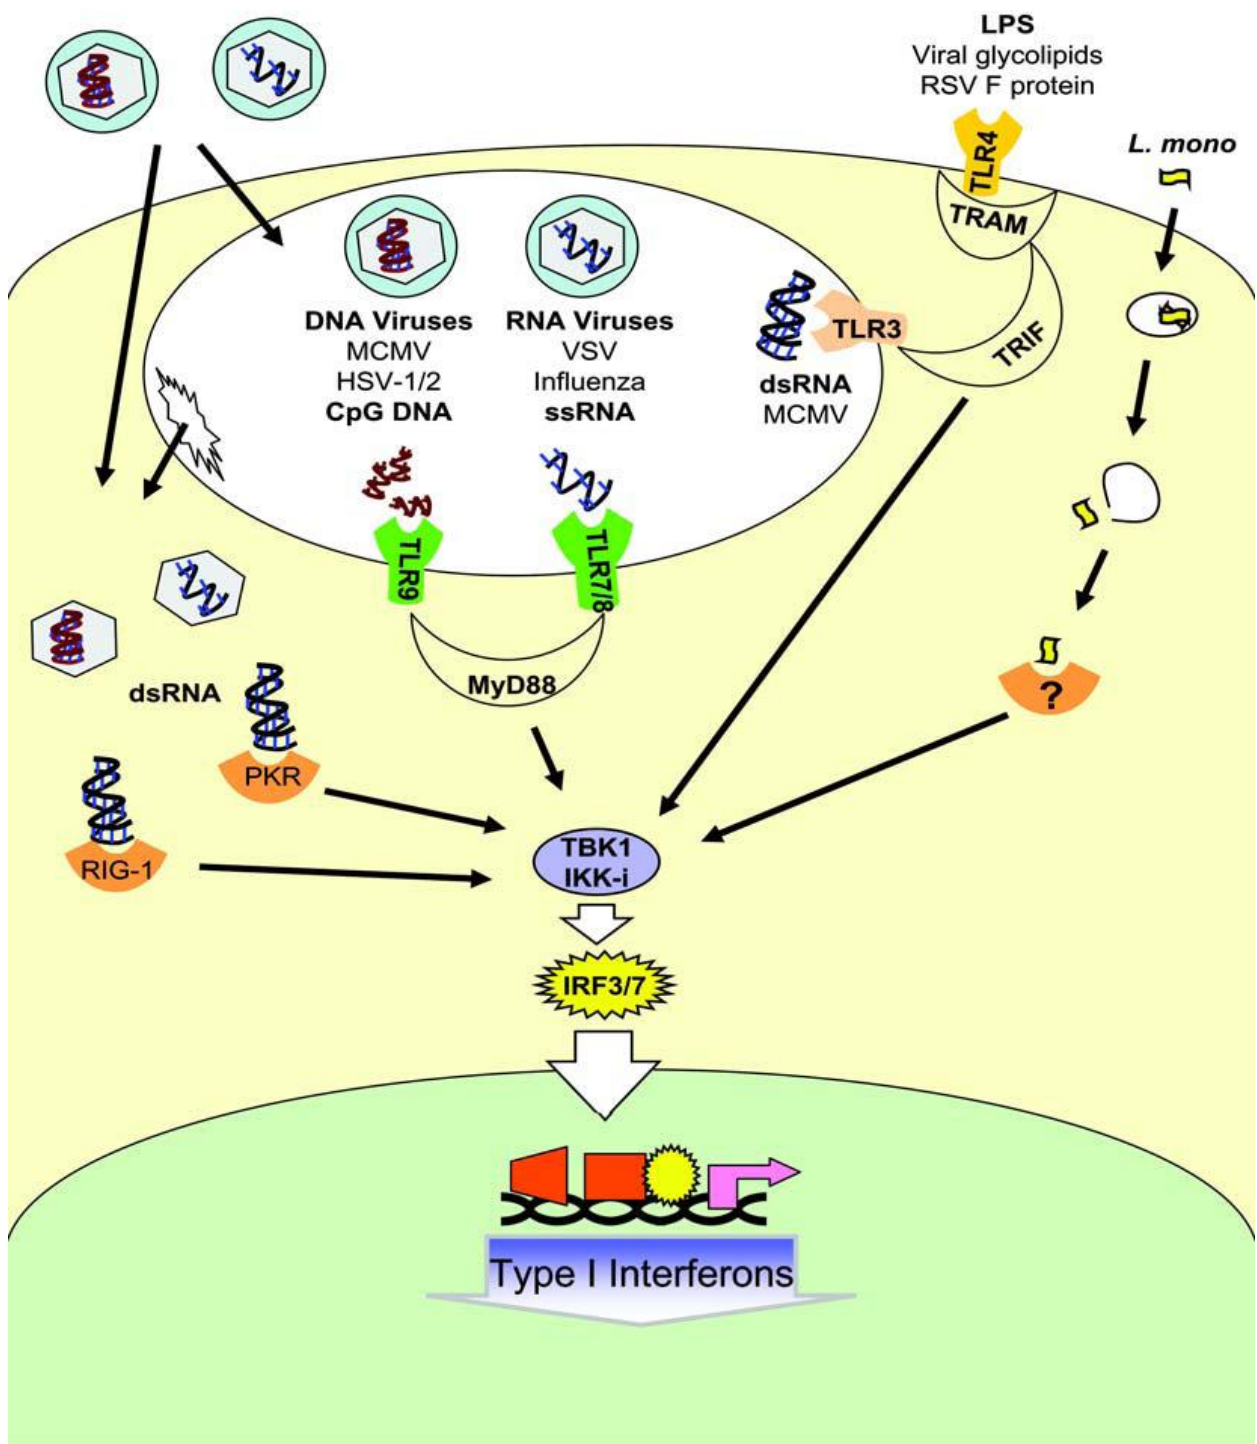 LPS
Viral glycolipids
RSV F protein
TLR4
L. mono
TRAM
DNA Viruses
MCMV
HSV-1/2
CpG DNA
RNA Viruses
VSV
Influenza
ssRNA
TLR3
TRIF
dsRNA
MCMV
TLR9
TLR7/8
MyD88
?
dsRNA
PKR
RIG-1
TBK1
IKK-i
IRF3/7
Type I Interferons